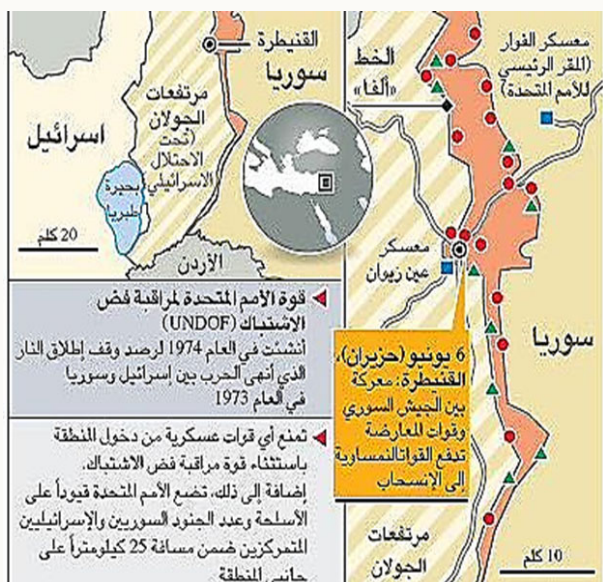 معسكر الفوار
(المقر الرئيسي
للأمم المتحدة)
الخط
«ألفا»
معسكر
عين زيوان
سوريا
6 يونيو (حزيران)،
القنيطرة: معركة
بين الجيش السوري
وقوات المعارضة
تدفع القواتالنمساوية
إلى الإنسحاب
مرتفعات
الجولان
10 كلم
القنيطرة
سوريا
مرتفعات
الجولان
(تحت
الاحتلال
الاسرائيلي
اسرائيل
بحيرة
طبريا
20 كلم
الأردن
قوة الأمم المتحدة لمراقبة فض
الاشتباك (UNDOF)
أنشئت في العام 1974 لرصد وقف إطلاق النار
الذي أنهى الحرب بين إسرائيل وسوريا
في العام 1973
تمنع أي قوات عسكرية من دخول المنطقة
باستثناء قوة مراقبة فض الاشتباك.
إضافة إلى ذلك، تضع الأمم المتحدة قيوداً على
الأسلحة وعدد الجنود السوريين والإسرائيليين
المتمركزين ضمن مسافة 25 كيلومتراً على
جانبي المنطقة